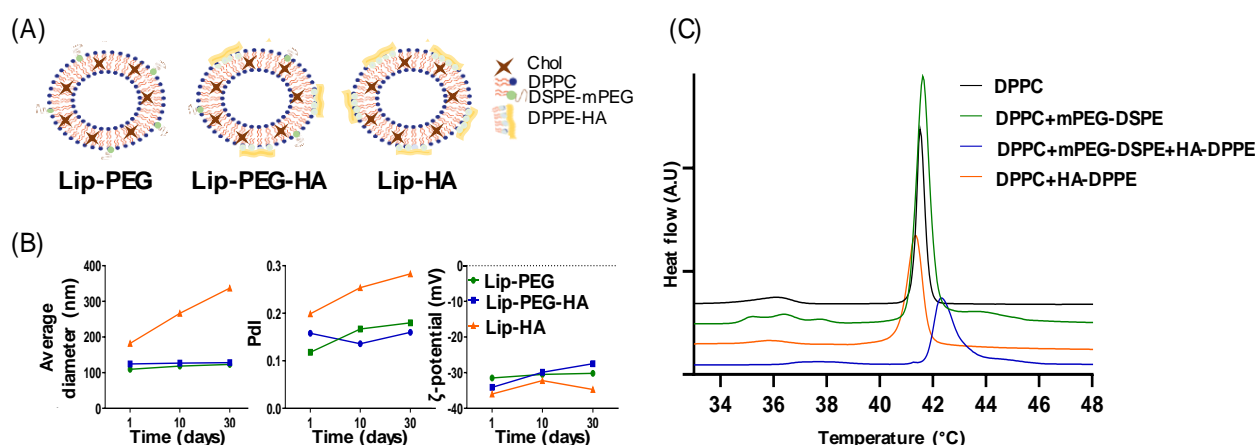 (A)
Chol
DPPC
DSPE-mPEG
DPPE-HA
Lip-PEG
Lip-PEG-HA
Lip-HA
(B)
Average
diameter (nm)
400
300
200
100
0
1
10
30
Time (days)
PdI
0.3
0.2
0.1
0.0
1
10
30
Time (days)
ζ-potential (mV)
0
-10
-20
-30
-40
1
10
30
Time (days)
Lip-PEG
Lip-PEG-HA
Lip-HA
(C)
Heat flow (A.U)
DPPC
DPPC+mPEG-DSPE
DPPC+mPEG-DSPE+HA-DPPE
DPPC+HA-DPPE
34
36
38
40
42
44
46
48
Temperature (°C)